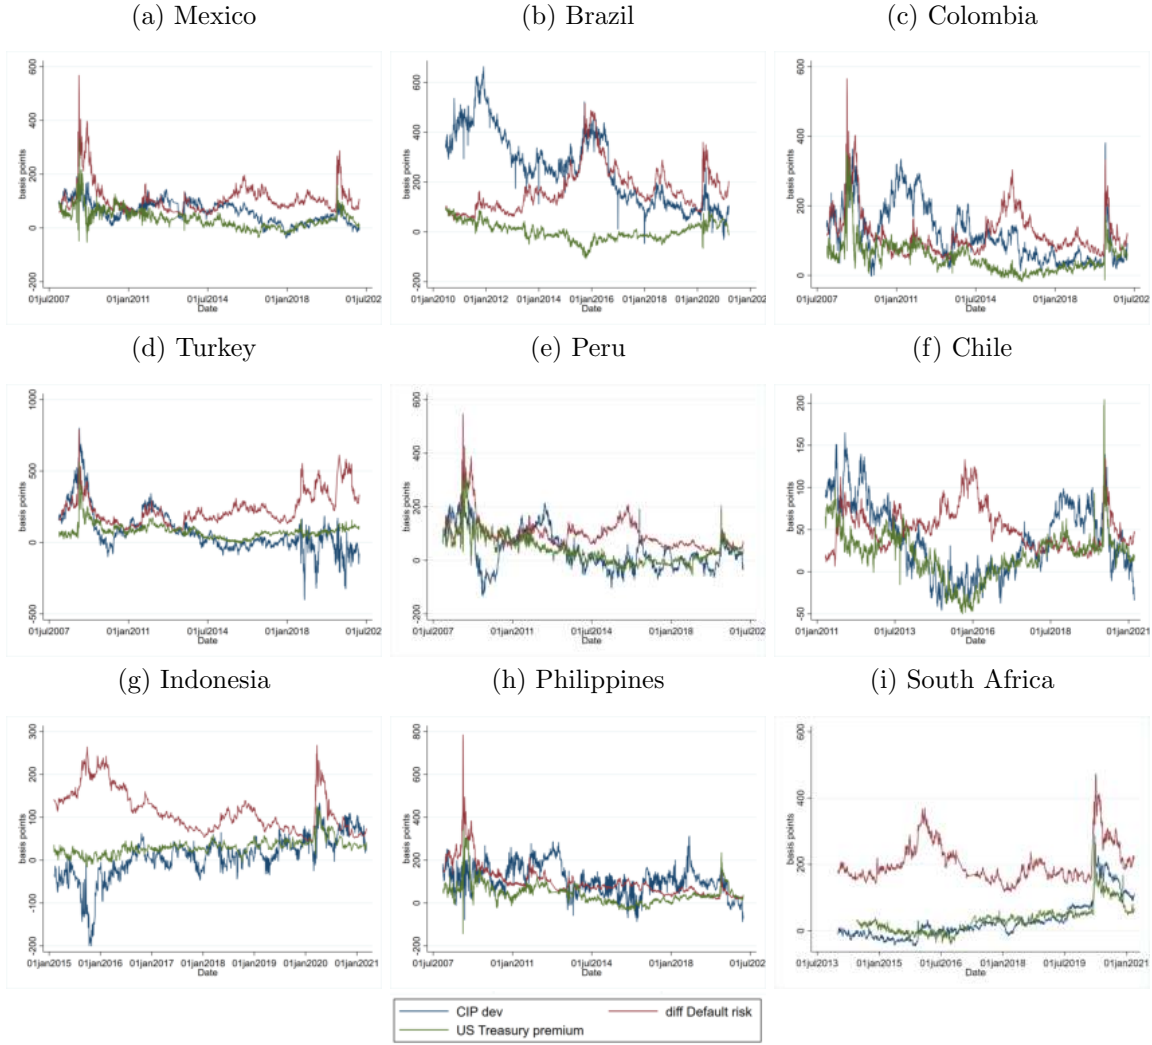 (a) Mexico
(b) Brazil
(c) Colombia
600
400
200
0
-200
basis points
01jul2007
01jan2011
01jul2014
01jan2018
01jul202
Date
600
400
200
0
-200
basis points
01jan2010
01jan2012
01jan2014
01jan2016
01jan2018
01jan2020
01jan202
Date
600
400
200
0
basis points
01jul2007
01jan2011
01jul2014
01jan2018
01jul202
Date
(d) Turkey
(e) Peru
(f) Chile
1000
500
0
-500
basis points
01jul2007
01jan2011
01jul2014
01jan2018
01jul202
Date
600
400
200
0
-200
basis points
01jul2007
01jan2011
01jul2014
01jan2018
01jul202
Date
200
150
100
50
0
-50
basis points
01jan2011
01jul2013
01jan2016
01jul2018
01jan2021
Date
(g) Indonesia
(h) Philippines
(i) South Africa
300
200
100
0
-100
-200
basis points
01jan2015
01jan2016
01jan2017
01jan2018
01jan2019
01jan2020
01jan2021
Date
800
600
400
200
0
-200
basis points
01jul2007
01jan2011
01jul2014
01jan2018
01jul202
Date
600
400
200
0
basis points
01jul2013
01jan2015
01jul2016
01jan2018
01jul2019
01jan2021
Date
CIP dev
diff Default risk
US Treasury premium